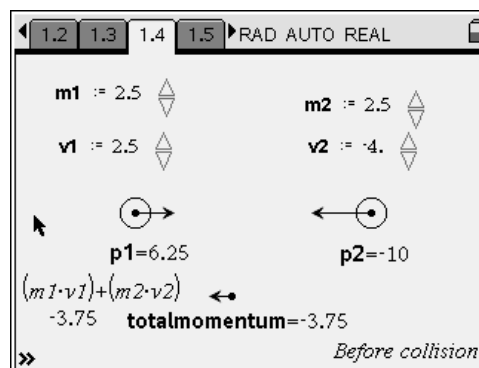 1.2 1.3 1.4 1.5 RAD AUTO REAL
m1 := 2.5
m2 := 2.5
v1 := 2.5
v2 := -4.
p1=6.25
p2=-10
(m1·v1)+(m2·v2)
-3.75 totalmomentum=-3.75
Before collision